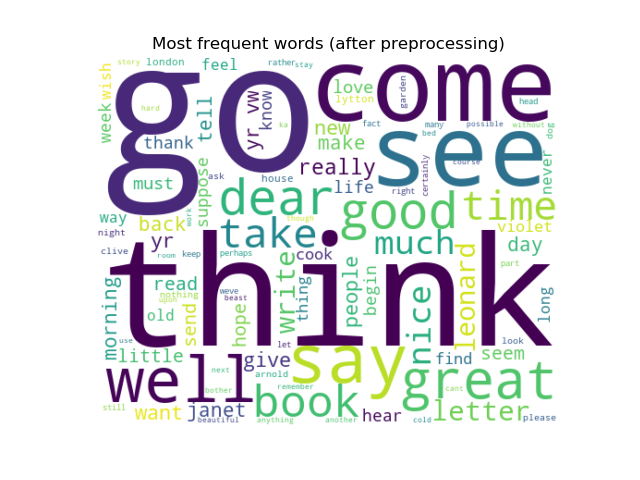 Most frequent words (after preprocessing)
story london feel rather stay
wish go come
week hard tell yr vw know ka love lytton garden head
thank fact many bed possible without dog
new make see never
really certainly course
must suppose ask house life right
dear good time
way work though violet
back take much day
night yr
clive room keep perhaps cook part
think
morning read nothing upon send hope weve beast write thing people begin leonard long
old let look
little give say nice find seem
well next arnold great
use bother remember cant
want janet book hear letter
still beautiful anything another cold please